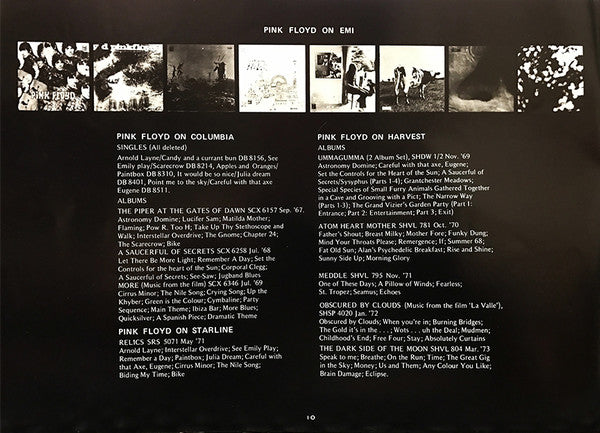 PINK FLOYD ON EMI
PINK FLOYD
d pinkf
PINK FLOYD ON COLUMBIA
SINGLES (All deleted)
Arnold Layne/Candy and a currant bun DB 8156, See
Emily play/Scarecrow DB 8214, Apples and Oranges/
Paintbox DB 8310, It would be so nice/Julia dream
DB 8401, Point me to the sky/Careful with that axe
Eugene DB 8511.
ALBUMS
THE PIPER AT THE GATES OF DAWN SCX 6157 Sep. '67.
Astronomy Domine; Lucifer Sam; Matilda Mother;
Flaming; Pow R. Too H; Take Up Thy Stethoscope and
Walk; Interstellar Overdrive; The Gnome; Chapter 24;
The Scarecrow; Bike
A SAUCERFUL OF SECRETS SCX 6258 Jul. '68
Let There Be More Light; Remember A Day; Set the
Controls for the heart of the Sun; Corporal Clegg;
A Saucerful of Secrets; See-Saw; Jugband Blues
MORE (Music from the film) SCX 6346 Jul. '69
Cirrus Minor; The Nile Song; Crying Song; Up the
Khyber; Green is the Colour; Cymbaline; Party
Sequence; Main Theme; Ibiza Bar; More Blues;
Quicksilver; A Spanish Piece; Dramatic Theme
PINK FLOYD ON STARLINE
RELICS SRS 5071 May '71
Arnold Layne; Interstellar Overdrive; See Emily Play;
Remember a Day; Paintbox; Julia Dream; Careful with
that Axe, Eugene; Cirrus Minor; The Nile Song;
Biding My Time; Bike
PINK FLOYD ON HARVEST
ALBUMS
UMMAGUMMA (2 Album Set), SHDW 1/2 Nov. '69
Astronomy Domine; Careful with that axe, Eugene;
Set the Controls for the Heart of the Sun; A Saucerful of
Secrets/Sysyphus (Parts 1-4); Grantchester Meadows;
Special Species of Small Furry Animals Gathered Together
in a Cave and Grooving with a Pict; The Narrow Way
(Parts 1-3); The Grand Vizier's Garden Party (Part 1:
Entrance; Part 2: Entertainment; Part 3; Exit)
ATOM HEART MOTHER SHVL 781 Oct. '70
Father's Shout; Breast Milky; Mother Fore; Funky Dung;
Mind Your Throats Please; Remergence; If; Summer 68;
Fat Old Sun; Alan's Psychedelic Breakfast; Rise and Shine;
Sunny Side Up; Morning Glory
MEDDLE SHVL 795 Nov. '71
One of These Days; A Pillow of Winds; Fearless;
St. Tropez; Seamus; Echoes
OBSCURED BY CLOUDS (Music from the film 'La Valle'),
SHSP 4020 Jan. '72
Obscured by Clouds; When you're in; Burning Bridges;
The Gold it's in the . . .; Wots . . . uh the Deal; Mudmen;
Childhood's End; Free Four; Stay; Absolutely Curtains
THE DARK SIDE OF THE MOON SHVL 804 Mar. '73
Speak to me; Breathe; On the Run; Time; The Great Gig
in the Sky; Money; Us and Them; Any Colour You Like;
Brain Damage; Eclipse.
10